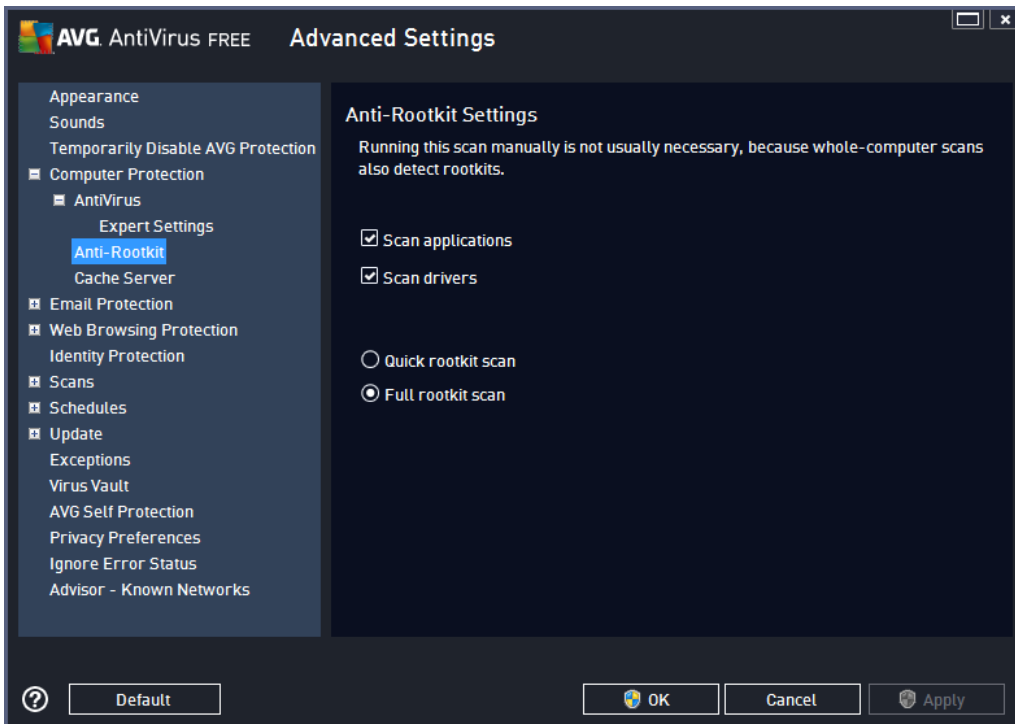 AVG. AntiVirus FREE Advanced Settings
Appearance
Sounds
Temporarily Disable AVG Protection
Computer Protection
AntiVirus
Expert Settings
Anti-Rootkit
Cache Server
Email Protection
Web Browsing Protection
Identity Protection
Scans
Schedules
Update
Exceptions
Virus Vault
AVG Self Protection
Privacy Preferences
Ignore Error Status
Advisor - Known Networks
Anti-Rootkit Settings
Running this scan manually is not usually necessary, because whole-computer scans
also detect rootkits.
Scan applications
Scan drivers
Quick rootkit scan
Full rootkit scan
? Default OK Cancel Apply